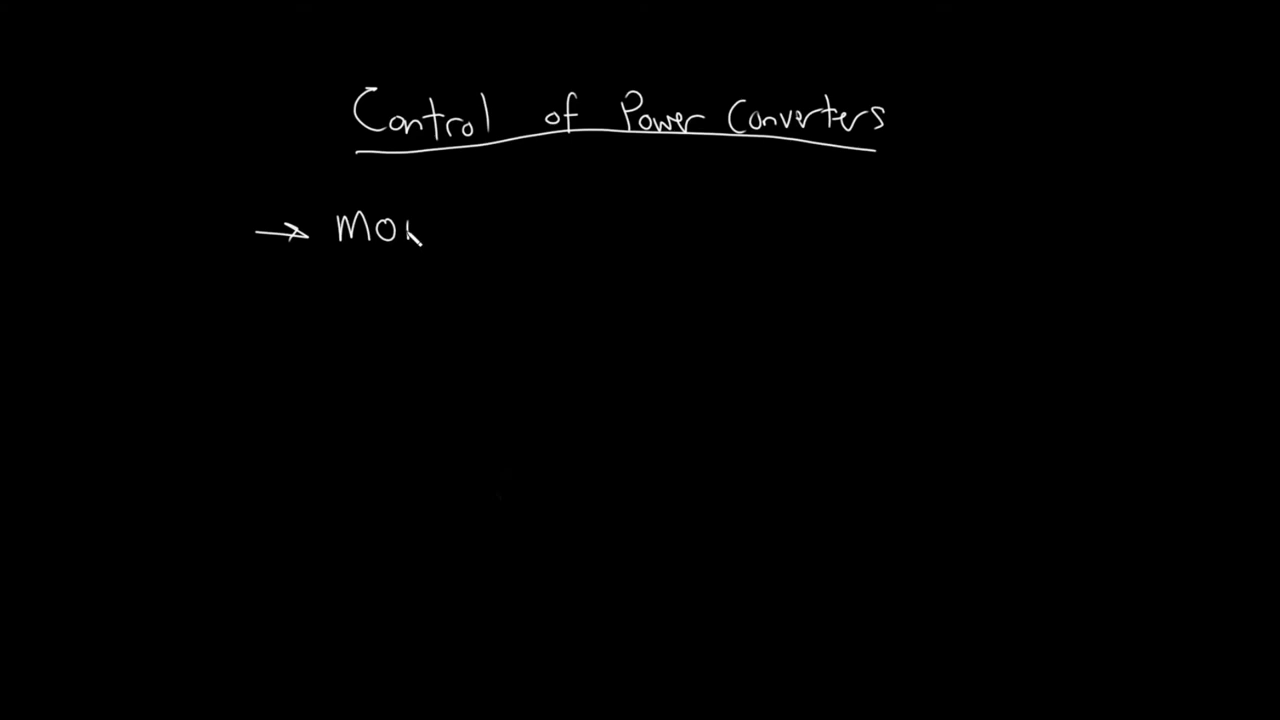 Control of Power Converters
→ Mo